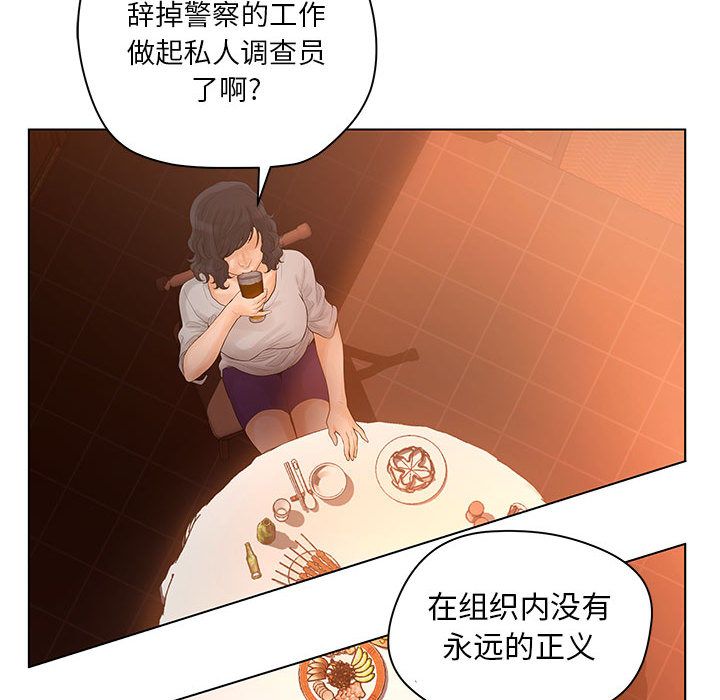 辞掉警察的工作
做起私人调查员
了啊?
在组织内没有
永远的正义